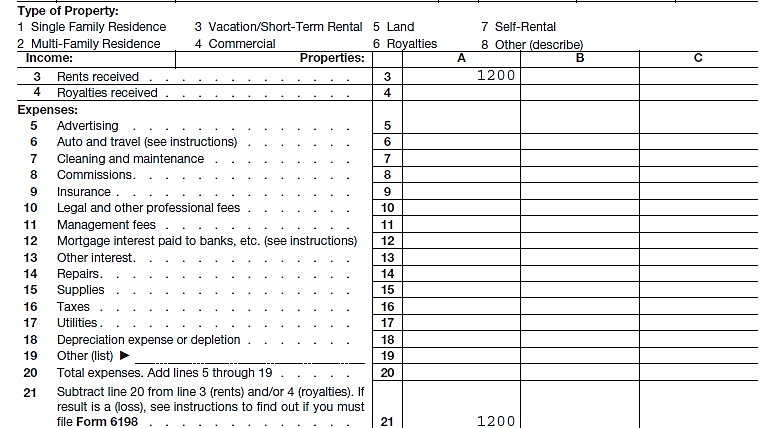 Type of Property:
1 Single Family Residence 3 Vacation/Short-Term Rental 5 Land 7 Self-Rental
2 Multi-Family Residence 4 Commercial 6 Royalties 8 Other (describe)
Income: Properties: A B C
3 Rents received . . . . . . . . . . . . . 3 1200
4 Royalties received . . . . . . . . . . . . 4
Expenses:
5 Advertising . . . . . . . . . . . . . . 5
6 Auto and travel (see instructions) . . . . . . . 6
7 Cleaning and maintenance . . . . . . . . . 7
8 Commissions. . . . . . . . . . . . . . 8
9 Insurance . . . . . . . . . . . . . . . 9
10 Legal and other professional fees . . . . . . . 10
11 Management fees . . . . . . . . . . . . 11
12 Mortgage interest paid to banks, etc. (see instructions) 12
13 Other interest. . . . . . . . . . . . . . 13
14 Repairs. . . . . . . . . . . . . . . . 14
15 Supplies . . . . . . . . . . . . . . . 15
16 Taxes . . . . . . . . . . . . . . . . 16
17 Utilities. . . . . . . . . . . . . . . . 17
18 Depreciation expense or depletion . . . . . . . 18
19 Other (list) ▶ 19
20 Total expenses. Add lines 5 through 19 . . . . . 20
21 Subtract line 20 from line 3 (rents) and/or 4 (royalties). If
result is a (loss), see instructions to find out if you must
file Form 6198 . . . . . . . . . . . . . 21 1200